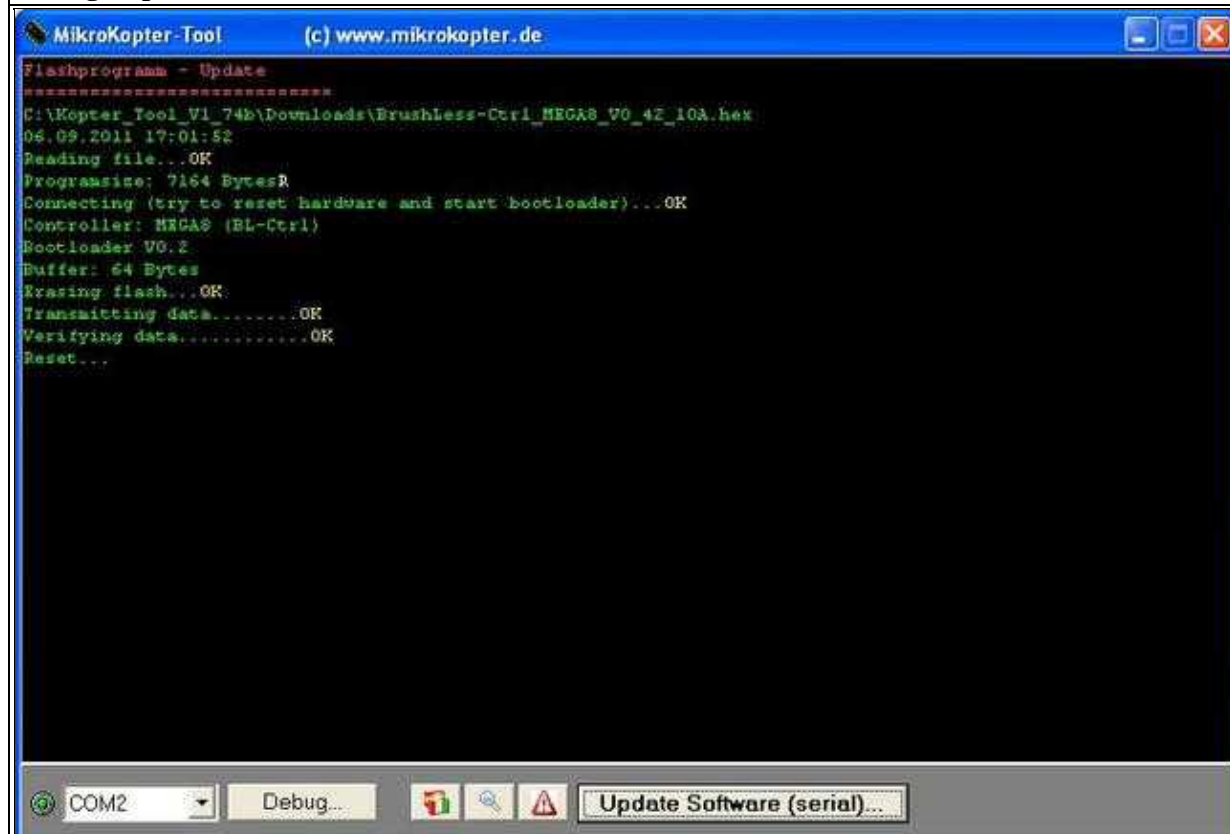 MikroKopter-Tool (c) www.mikrokopter.de
Flashprogramm - Update
============================
C:\Kopter_Tool_V1_74b\Downloads\BrushLess-Ctrl_MEGA8_V0_42_10A.hex
06.09.2011 17:01:52
Reading file...OK
Programsize: 7164 BytesR
Connecting (try to reset hardware and start bootloader)...OK
Controller: MEGA8 (BL-Ctrl)
Bootloader V0.2
Buffer: 64 Bytes
Erasing flash...OK
Transmitting data........OK
Verifying data............OK
Reset...
COM2 Debug... Update Software (serial)...